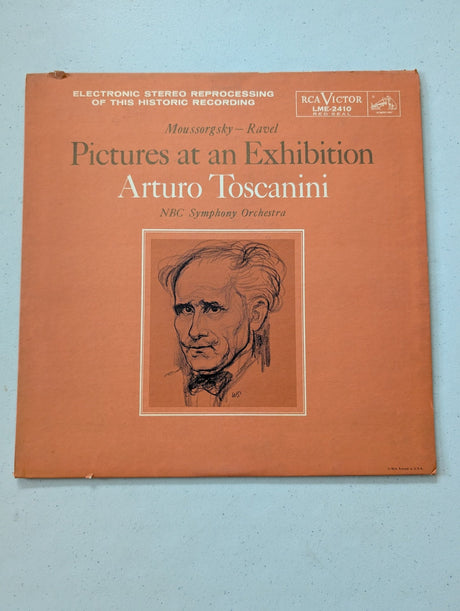 ELECTRONIC STEREO REPROCESSING
OF THIS HISTORIC RECORDING
RCA VICTOR
LME-2410
RED SEAL
Moussorgsky – Ravel
Pictures at an Exhibition
Arturo Toscanini
NBC Symphony Orchestra